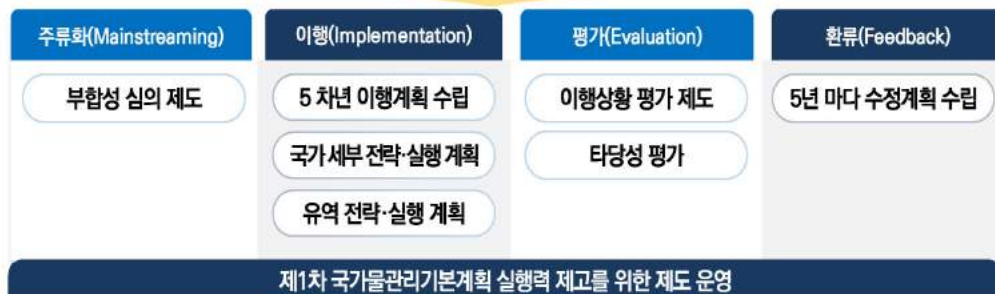 주류화(Mainstreaming)
부합성 심의 제도
이행(Implementation)
5 차년 이행계획 수립
국가 세부 전략·실행 계획
유역 전략·실행 계획
평가(Evaluation)
이행상황 평가 제도
타당성 평가
환류(Feedback)
5년 마다 수정계획 수립
제1차 국가물관리기본계획 실행력 제고를 위한 제도 운영